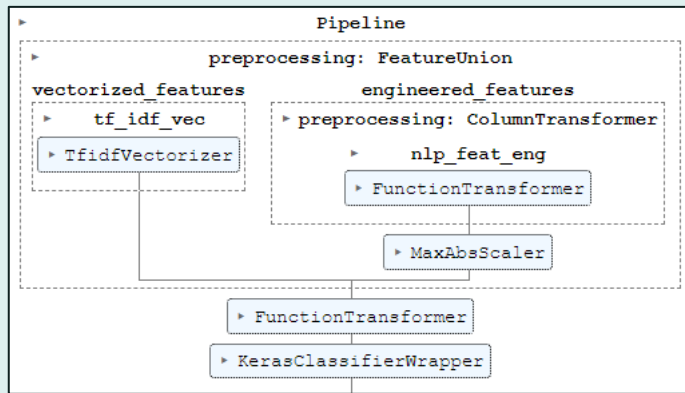 Pipeline
preprocessing: FeatureUnion
vectorized_features
engineered_features
tf_idf_vec
preprocessing: ColumnTransformer
TfidfVectorizer
nlp_feat_eng
FunctionTransformer
MaxAbsScaler
FunctionTransformer
KerasClassifierWrapper